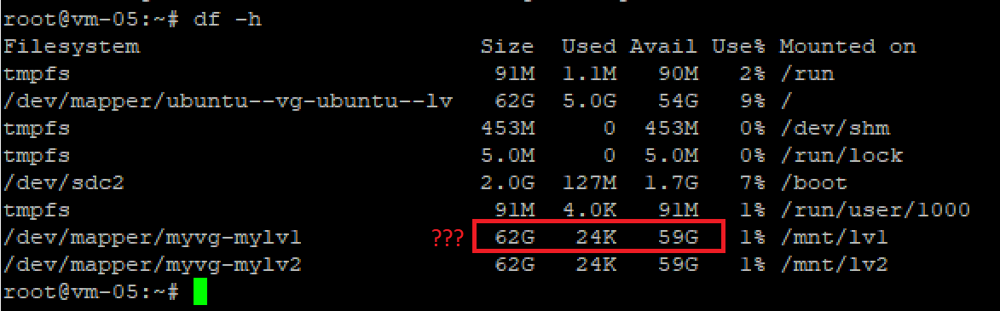 root@vm-05:~# df -h
Filesystem Size Used Avail Use% Mounted on
tmpfs 91M 1.1M 90M 2% /run
/dev/mapper/ubuntu--vg-ubuntu--lv 62G 5.0G 54G 9% /
tmpfs 453M 0 453M 0% /dev/shm
tmpfs 5.0M 0 5.0M 0% /run/lock
/dev/sdc2 2.0G 127M 1.7G 7% /boot
tmpfs 91M 4.0K 91M 1% /run/user/1000
/dev/mapper/myvg-mylv1 ??? 62G 24K 59G 1% /mnt/lv1
/dev/mapper/myvg-mylv2 62G 24K 59G 1% /mnt/lv2
root@vm-05:~#